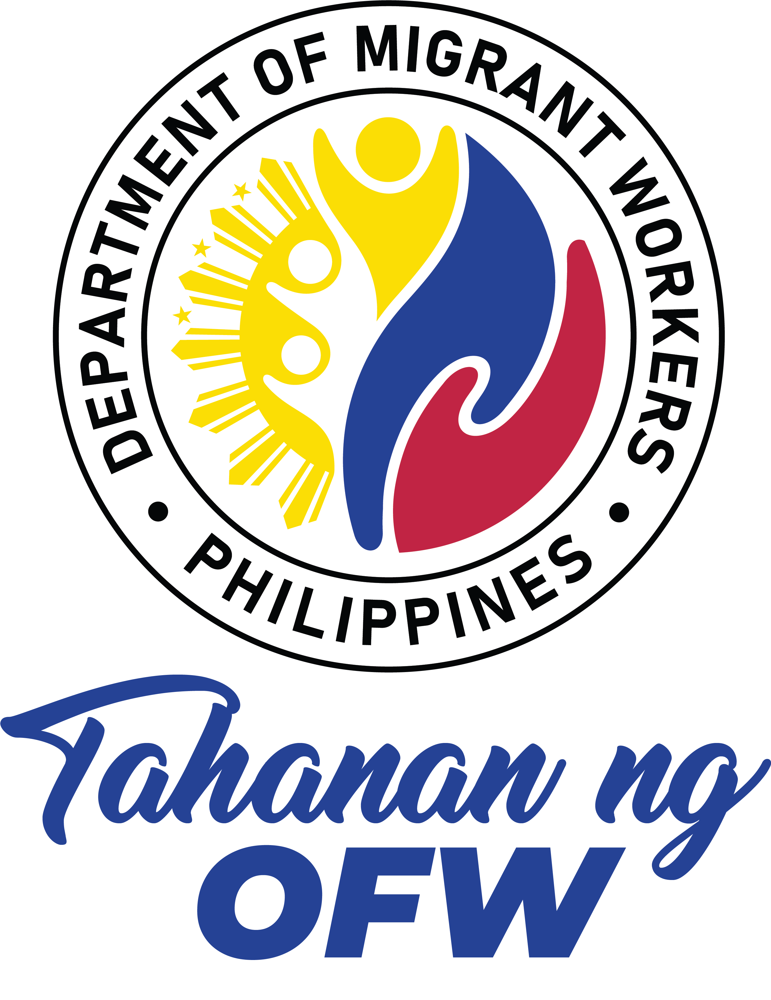 DEPARTMENT OF MIGRANT WORKERS
• PHILIPPINES •
Tahanan ng
OFW